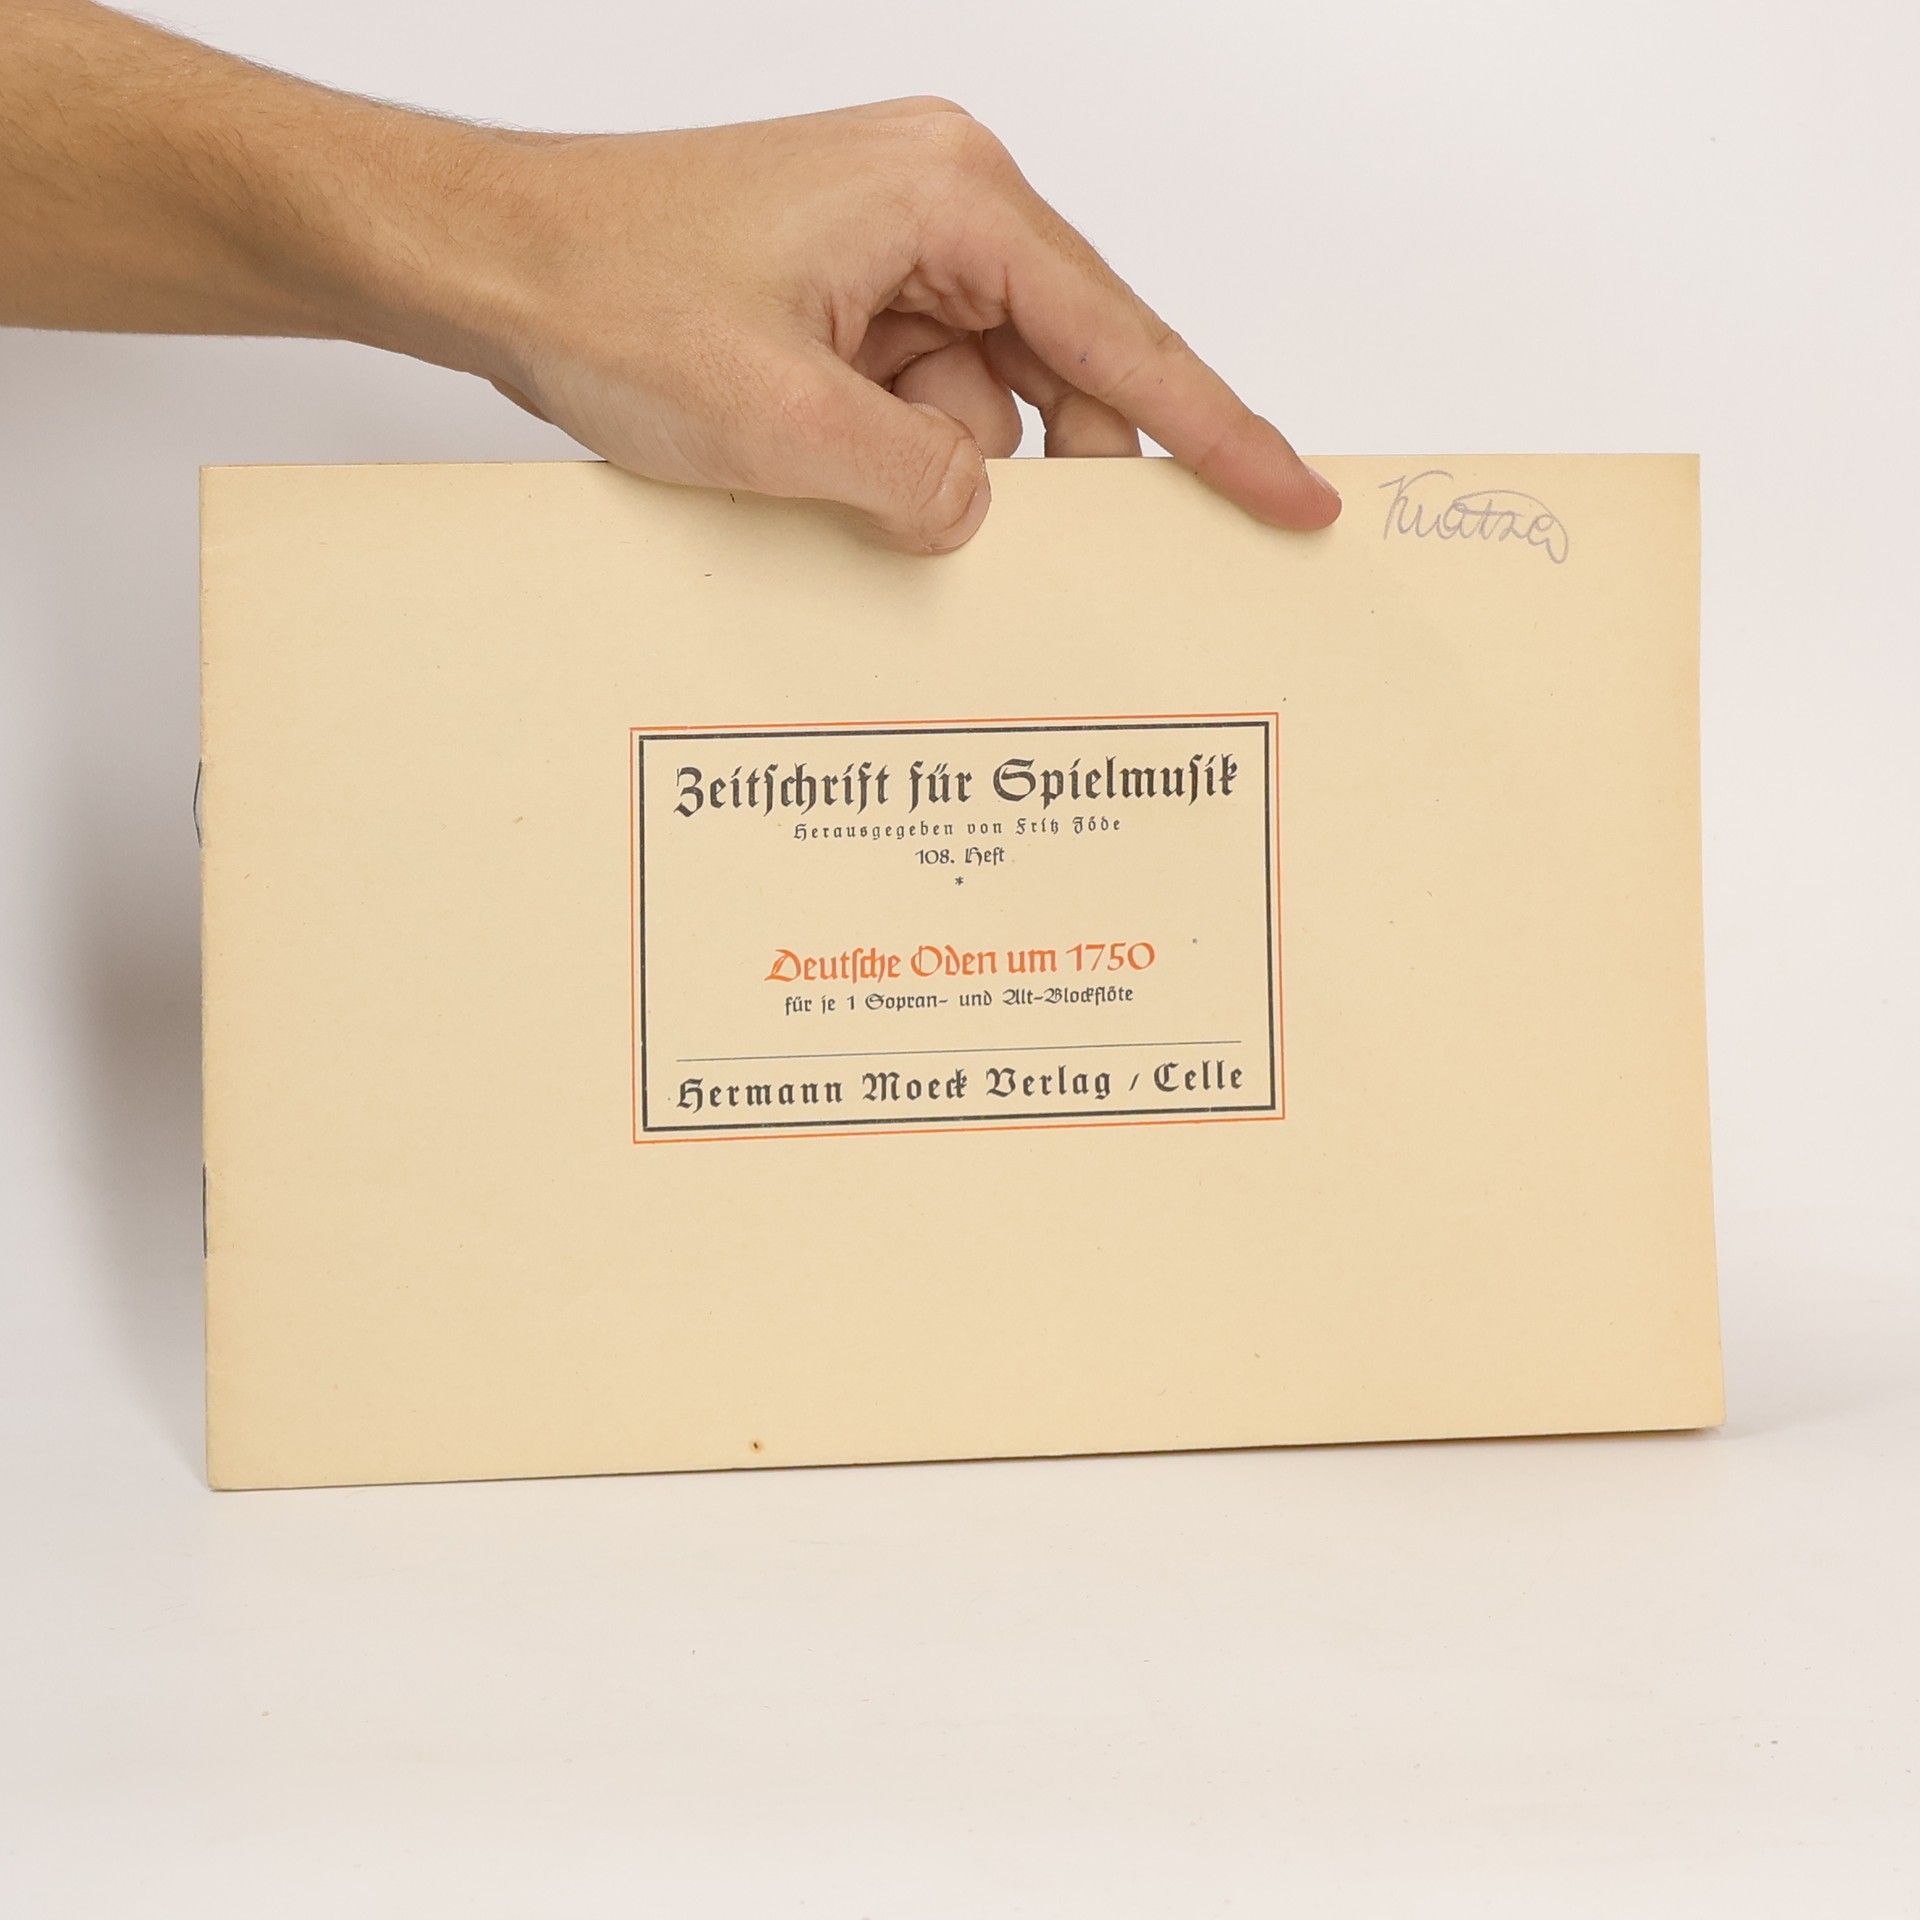 Zeitschrift für Spielmusik
Herausgegeben von Fritz Jöde
108. Heft
*
Deutsche Oden um 1750
für je 1 Sopran- und Alt-Blockflöte
Hermann Moeck Verlag / Celle